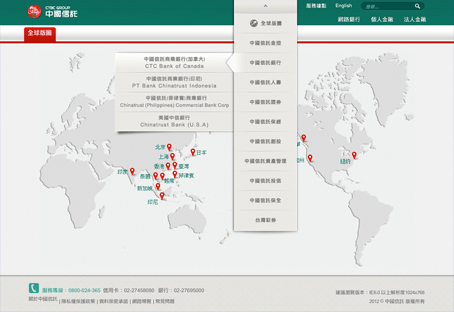 CTBC GROUP
中國信託
服務據點 English 搜尋...
網路銀行 個人金融 法人金融
全球版圖
全球版圖
中國信託金控
中國信託銀行
中國信託人壽
中國信託證券
中國信託保經
中國信託創投
中國信託資產管理
中國信託投信
中國信託保全
台灣彩券
中國信託商業銀行(加拿大)
CTC Bank of Canada
中國信託商業銀行(印尼)
PT Bank Chinatrust Indonesia
中國信託(菲律賓)商業銀行
Chinatrust (Philippines) Commercial Bank Corp
美國中信銀行
Chinatrust Bank (U.S.A)
北京
日本
上海
香港
臺灣
印度
泰國
菲律賓
越南
新加坡
印尼
紐約
服務專線:0800-024-365 信用卡:02-27458080 銀行:02-27695000
關於中國信託 | 隱私權保護政策 | 資料保密承諾 | 網路導覽 | 常見問題
建議瀏覽版本:IE6.0以上解析度1024x768
2012 © 中國信託 版權所有